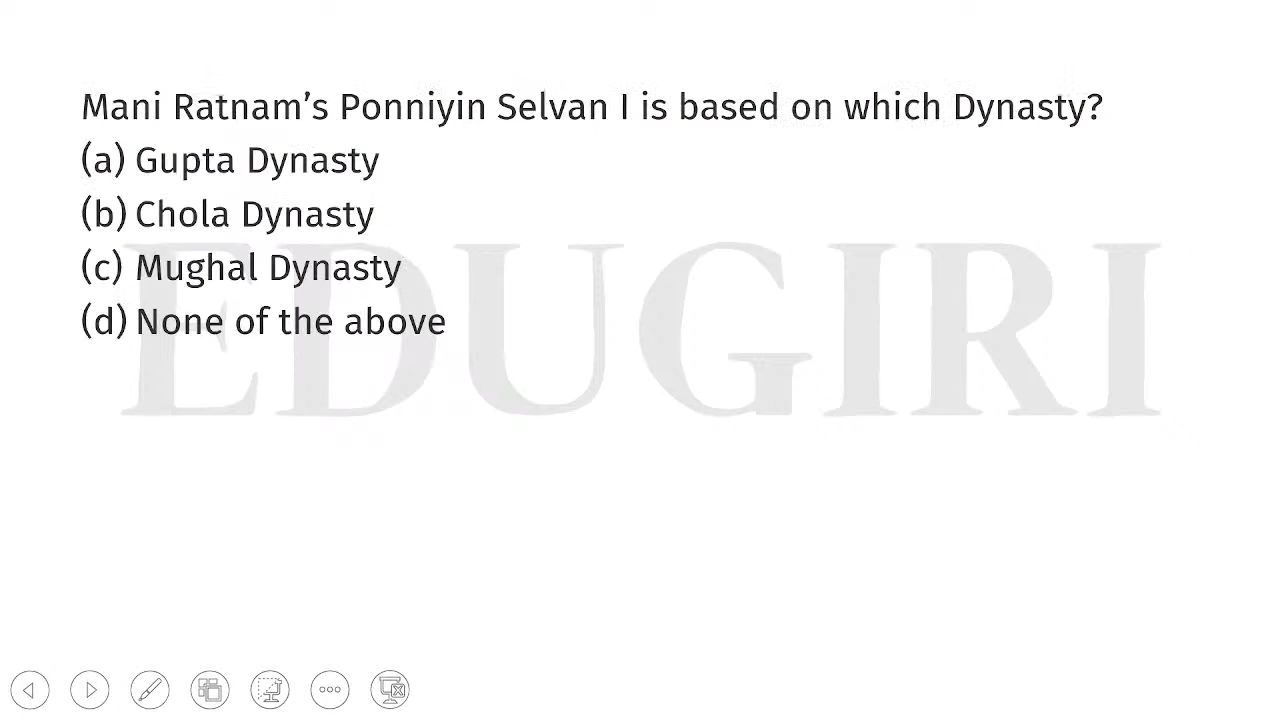 Mani Ratnam’s Ponniyin Selvan I is based on which Dynasty?
(a) Gupta Dynasty
(b) Chola Dynasty
(c) Mughal Dynasty
(d) None of the above
EDUGIRI